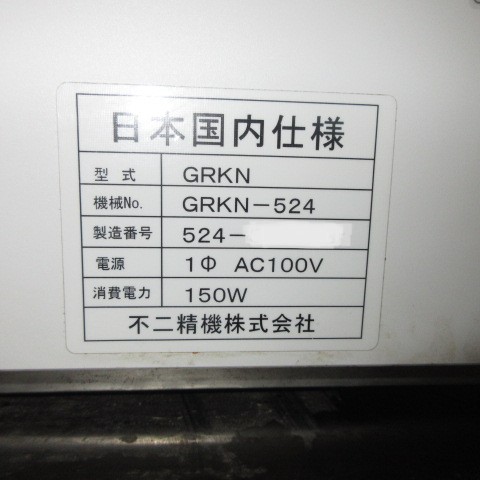 日本国内仕様
型式 GRKN
機械No. GRKN-524
製造番号 524-
電源 1Φ AC100V
消費電力 150W
不二精機株式会社